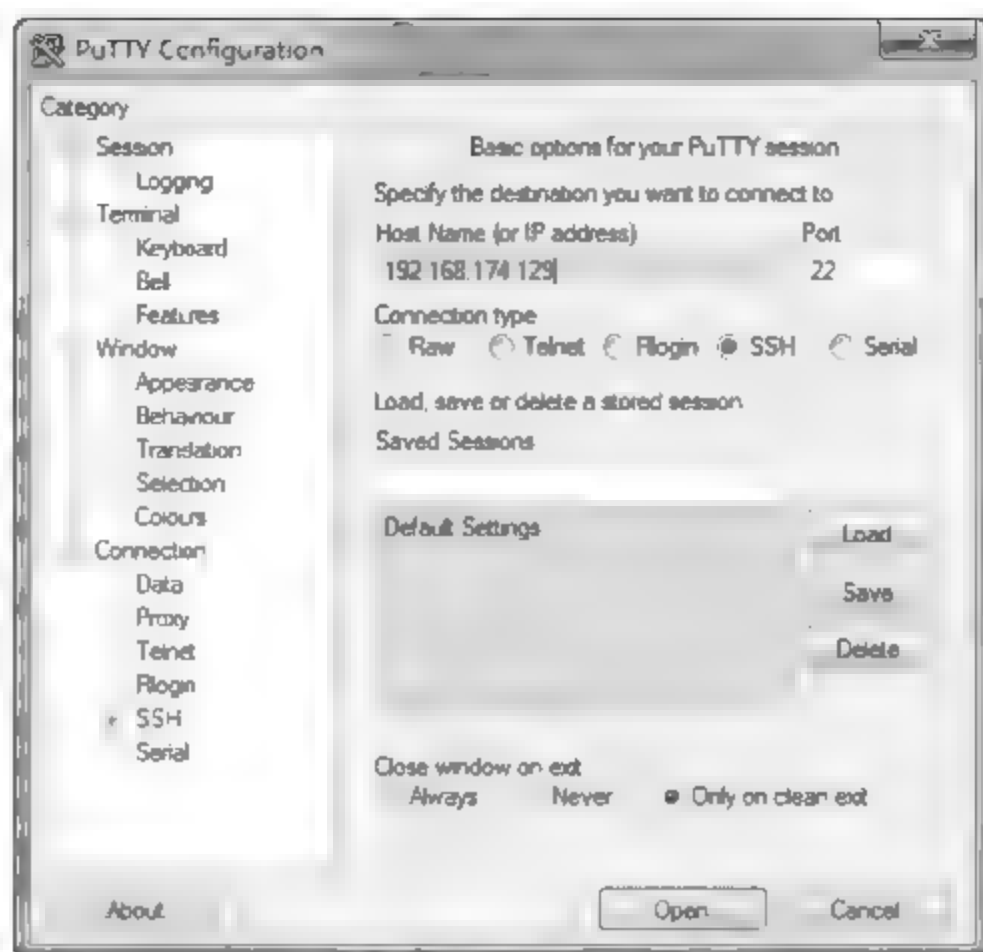 PuTTY Configuration
Category
Session
Logging
Terminal
Keyboard
Bell
Features
Window
Appearance
Behaviour
Translation
Selection
Colours
Connection
Data
Proxy
Telnet
Rlogin
SSH
Serial
Basic options for your PuTTY session
Specify the destination you want to connect to
Host Name (or IP address) Port
192 168.174 129 22
Connection type
Raw Telnet Rlogin SSH Serial
Load, save or delete a stored session
Saved Sessions
Default Settings
Load
Save
Delete
Close window on exit
Always Never Only on clean exit
About Open Cancel